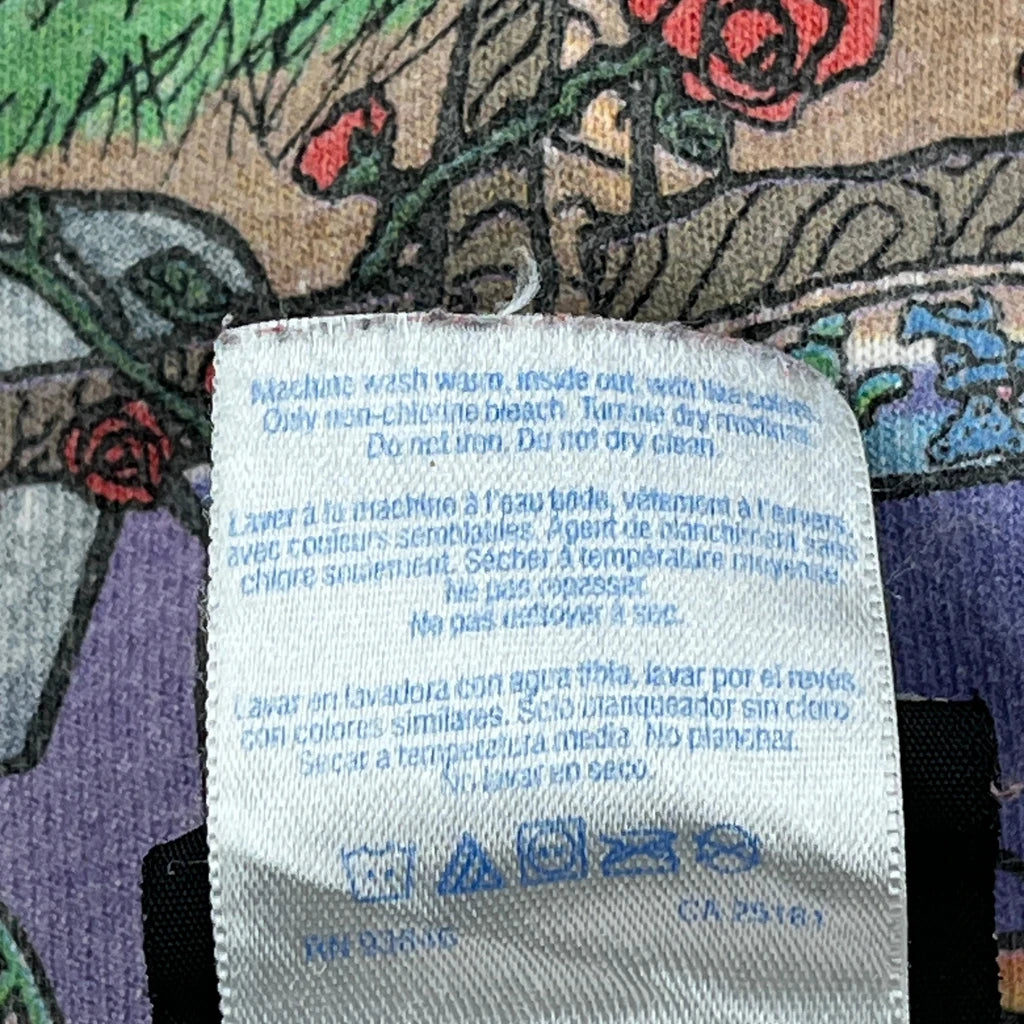 Machine wash warm, inside out, with like colors.
Only non-chlorine bleach. Tumble dry medium.
Do not iron. Do not dry clean.
Laver à la machine à l'eau tiède, vêtement à l'envers,
avec couleurs semblables. Agent de blanchiment sans
chlore seulement. Sécher à température moyenne.
Ne pas repasser.
Ne pas nettoyer à sec.
Lavar en lavadora con agua tibia, lavar por el revés,
con colores similares. Solo blanqueador sin cloro.
Secar a temperatura media. No planchar.
No lavar en seco.
CA
RN